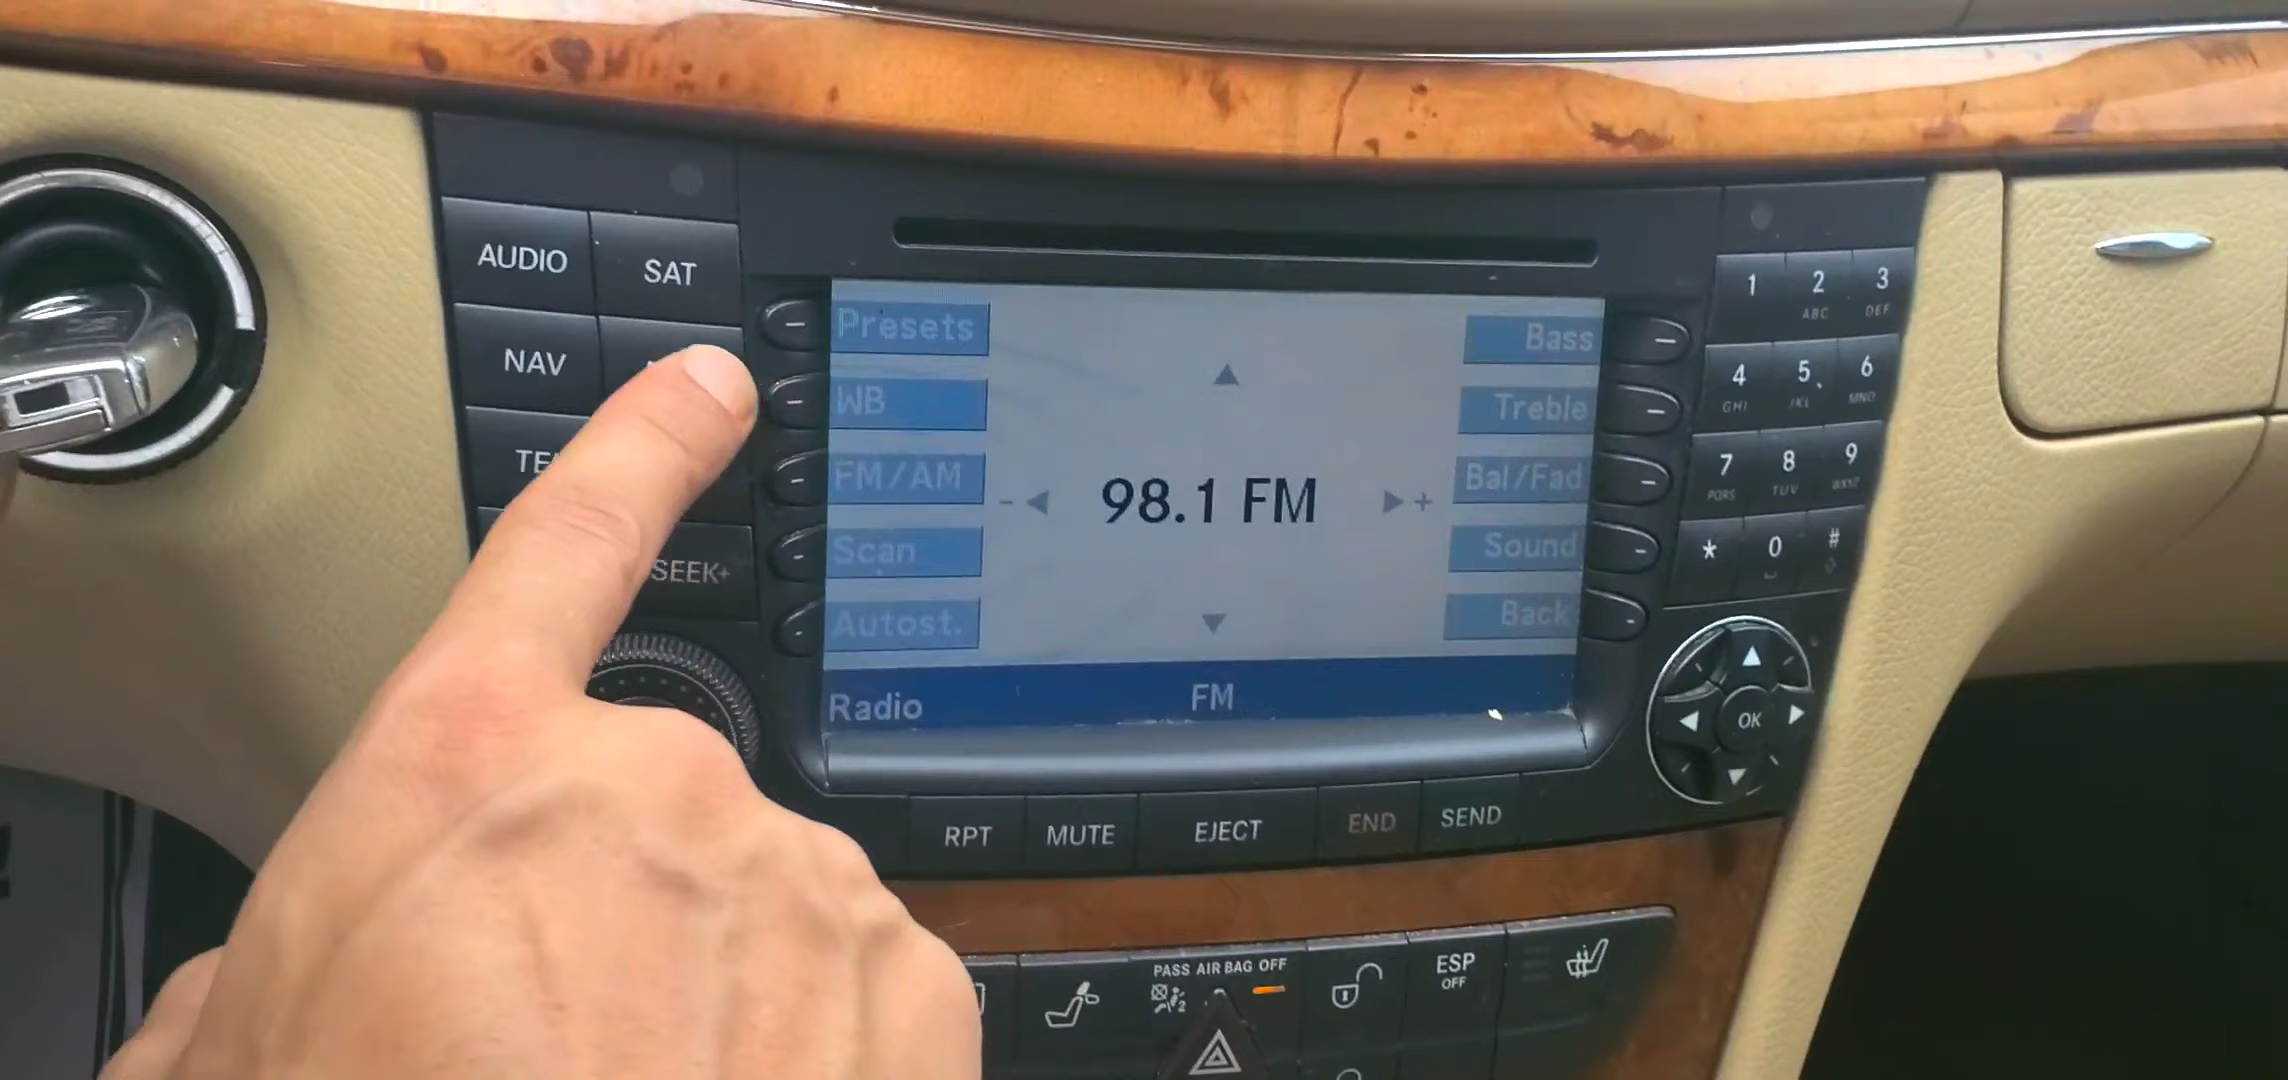 AUDIO
SAT
NAV
SEEK+
Presets
WB
FM/AM
Scan
Autost.
98.1 FM
- +
Bass
Treble
Bal/Fad
Sound
Back
Radio
FM
1
2
ABC
3
DEF
4
GHI
5
JKL
6
MNO
7
PQRS
8
TUV
9
WXYZ
*
0
#
OK
RPT
MUTE
EJECT
END
SEND
PASS AIR BAG OFF
ESP
OFF